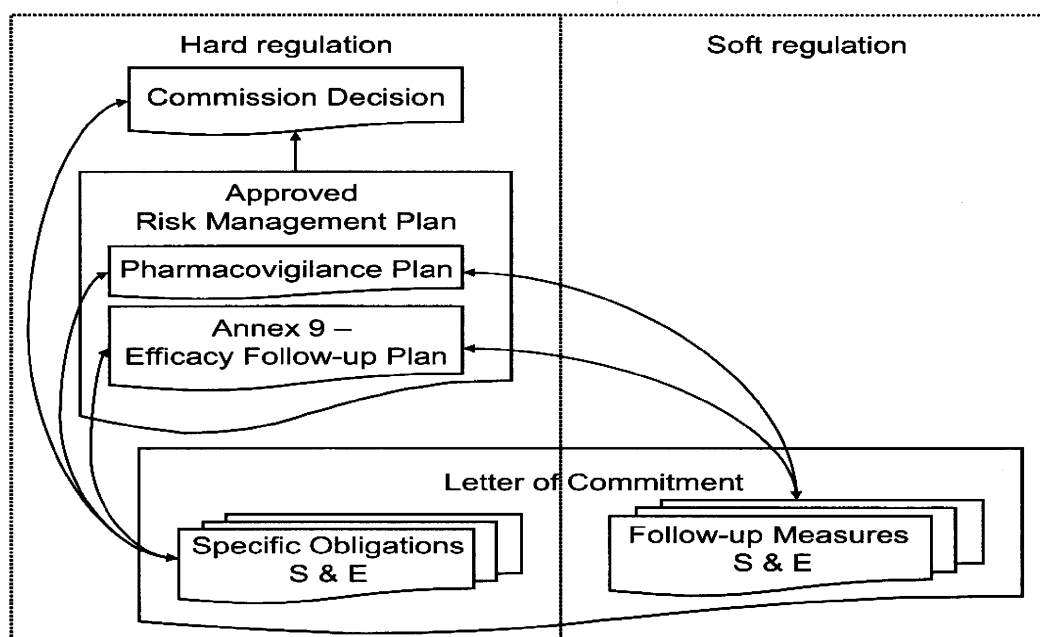 Hard regulation
Soft regulation
Commission Decision
Approved
Risk Management Plan
Pharmacovigilance Plan
Annex 9 –
Efficacy Follow-up Plan
Letter of Commitment
Specific Obligations
S & E
Follow-up Measures
S & E